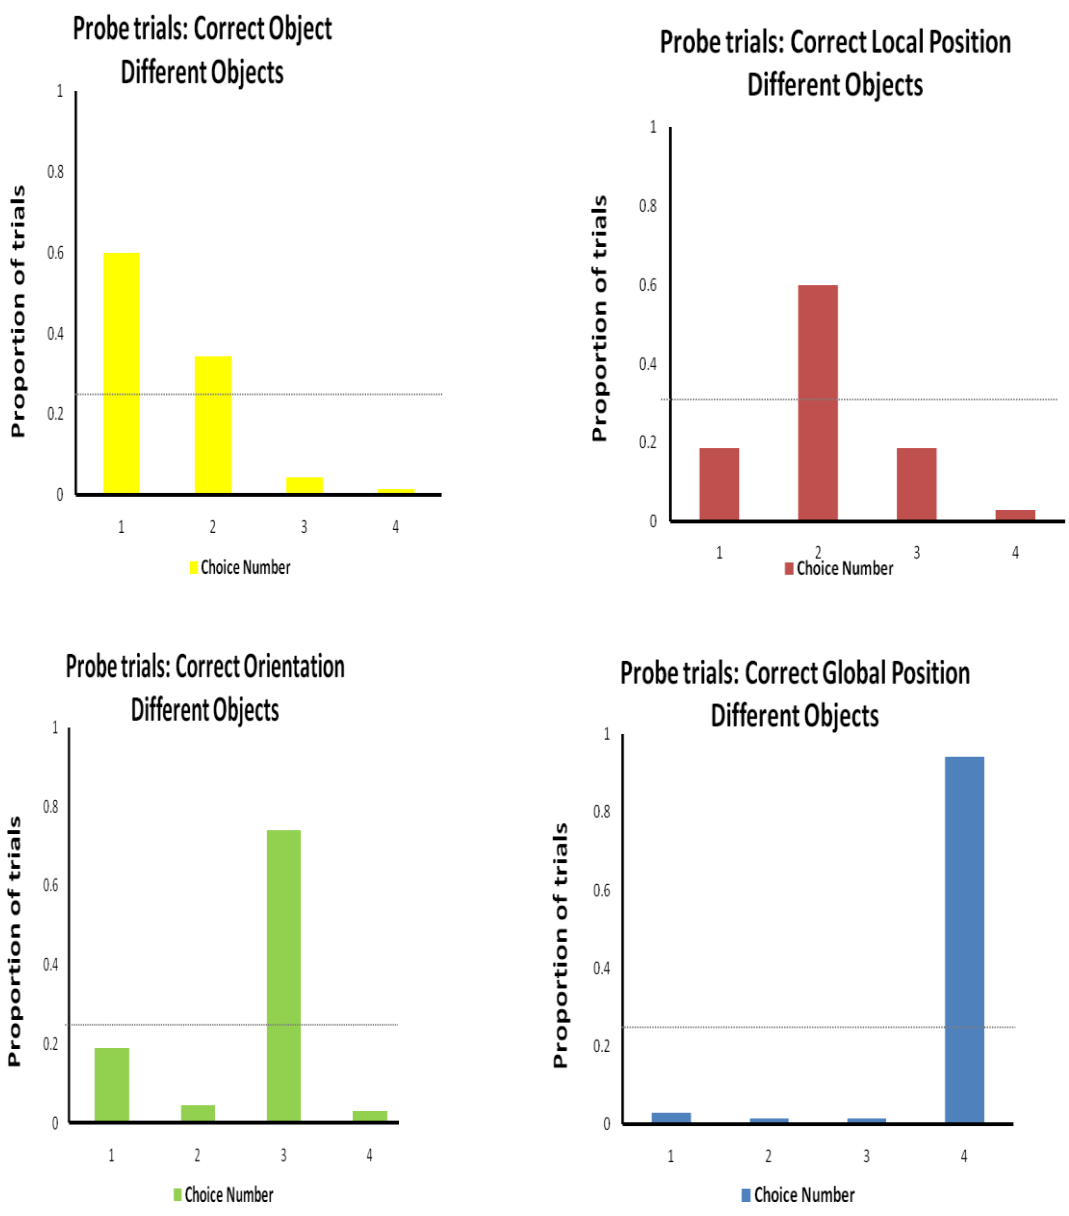 Probe trials: Correct Object
Different Objects
1
0.8
0.6
0.4
0.2
0
Proportion of trials
1 2 3 4
Choice Number
Probe trials: Correct Local Position
Different Objects
1
0.8
0.6
0.4
0.2
0
Proportion of trials
1 2 3 4
Choice Number
Probe trials: Correct Orientation
Different Objects
1
0.8
0.6
0.4
0.2
0
Proportion of trials
1 2 3 4
Choice Number
Probe trials: Correct Global Position
Different Objects
1
0.8
0.6
0.4
0.2
0
Proportion of trials
1 2 3 4
Choice Number